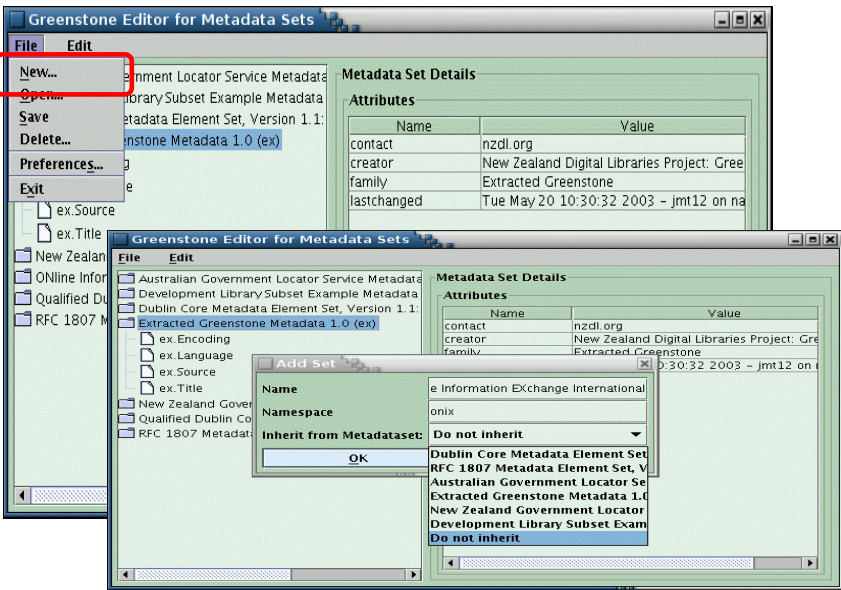 Greenstone Editor for Metadata Sets
File Edit
New...
Open...
Save
Delete...
Preferences...
Exit
rnment Locator Service Metadata
ibrary Subset Example Metadata
etadata Element Set, Version 1.1:
nstone Metadata 1.0 (ex)
ex.Source
ex.Title
New Zealan
ONline Infor
Qualified Du
RFC 1807 M
Metadata Set Details
Attributes
Name Value
contact nzdl.org
creator New Zealand Digital Libraries Project: Gree
family Extracted Greenstone
lastchanged Tue May 20 10:30:32 2003 – jmt12 on na
Greenstone Editor for Metadata Sets
File Edit
Australian Government Locator Service Metadata
Development Library Subset Example Metadata
Dublin Core Metadata Element Set, Version 1.1:
Extracted Greenstone Metadata 1.0 (ex)
ex.Encoding
ex.Language
ex.Source
ex.Title
New Zealand Gover
Qualified Dublin Co
RFC 1807 Metadata
Metadata Set Details
Attributes
Name Value
contact nzdl.org
creator New Zealand Digital Libraries Project: Gre
family Extracted Greenstone
0:30:32 2003 – jmt12 on
Add Set
Name e Information EXchange International
Namespace onix
Inherit from Metadataset: Do not inherit
OK
Dublin Core Metadata Element Set
RFC 1807 Metadata Element Set, V
Australian Government Locator Se
Extracted Greenstone Metadata 1.0
New Zealand Government Locator
Development Library Subset Exam
Do not inherit